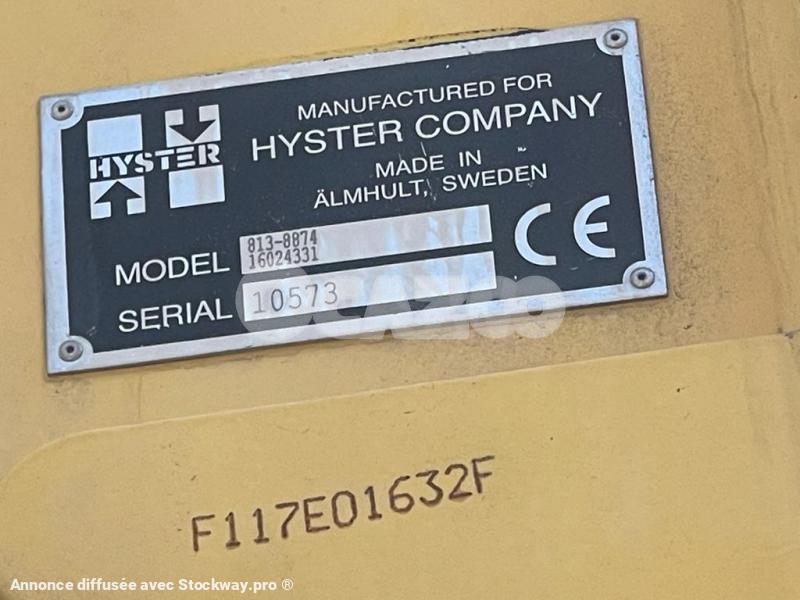 HYSTER
MANUFACTURED FOR
HYSTER COMPANY
MADE IN
ÄLMHULT, SWEDEN
MODEL 813-8874
16024331
CE
SERIAL 10573
OCAZOO
F117E01632F
Annonce diffusée avec Stockway.pro ®